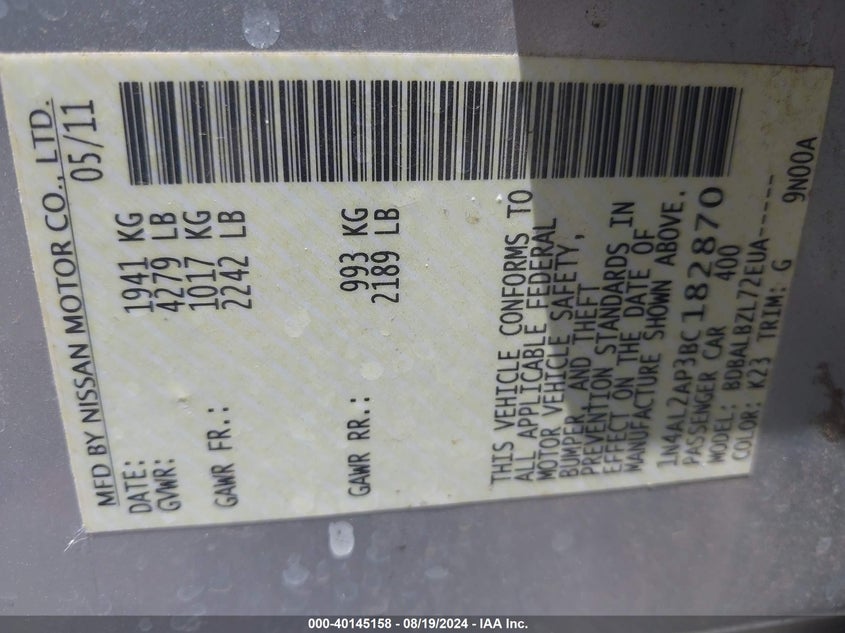 MFD BY NISSAN MOTOR CO., LTD.
DATE: 05/11
GVWR: 1941 KG
4279 LB
GAWR FR.: 1017 KG
2242 LB
GAWR RR.: 993 KG
2189 LB
THIS VEHICLE CONFORMS TO
ALL APPLICABLE FEDERAL
MOTOR VEHICLE SAFETY,
BUMPER, AND THEFT
PREVENTION STANDARDS IN
EFFECT ON THE DATE OF
MANUFACTURE SHOWN ABOVE.
1N4AL2AP3BC182870
PASSENGER CAR 400
MODEL: BDBALBZL72EUA-----
COLOR: K23 TRIM: G 9N00A
000-40145158 - 08/19/2024 - IAA Inc.